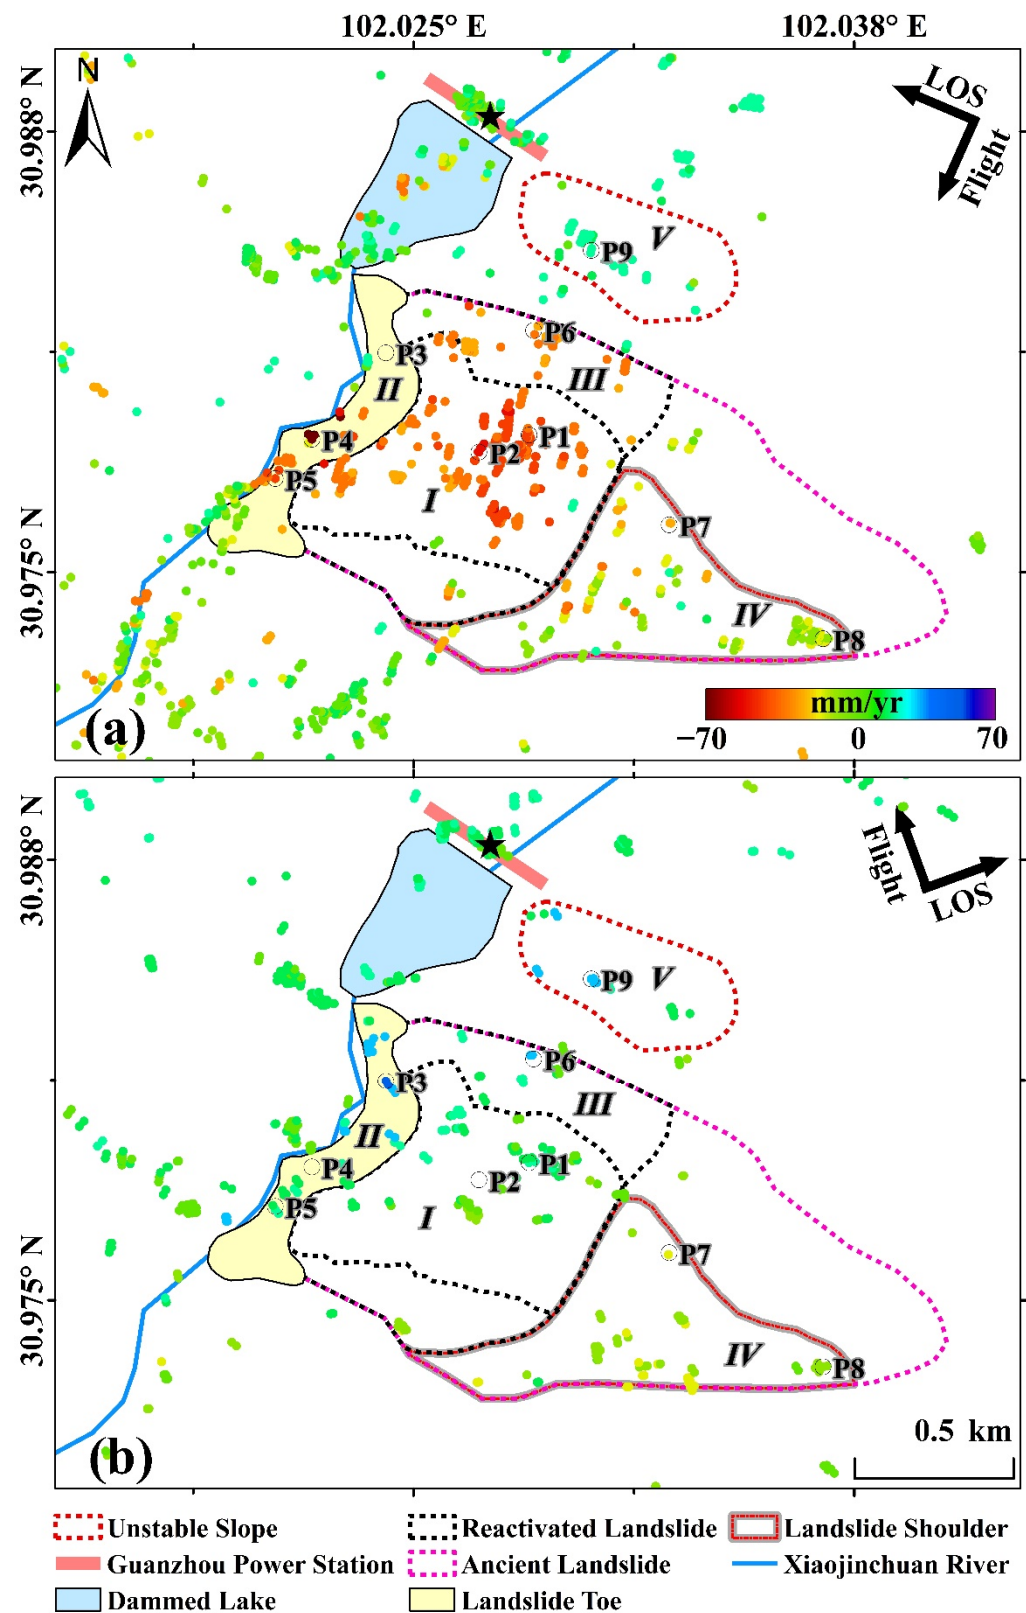 102.025° E 102.038° E
N
LOS
Flight
30.988° N
V
P9
P6
P3
III
II
P4
P1
P2
P5
I
P7
30.975° N
IV
P8
mm/yr
−70 0 70
(a)
30.988° N
Flight
LOS
V
P9
P6
P3
III
II
P4
P1
P2
P5
I
P7
30.975° N
IV
P8
0.5 km
(b)
Unstable Slope Reactivated Landslide Landslide Shoulder
Guanzhou Power Station Ancient Landslide Xiaojinchuan River
Dammed Lake Landslide Toe